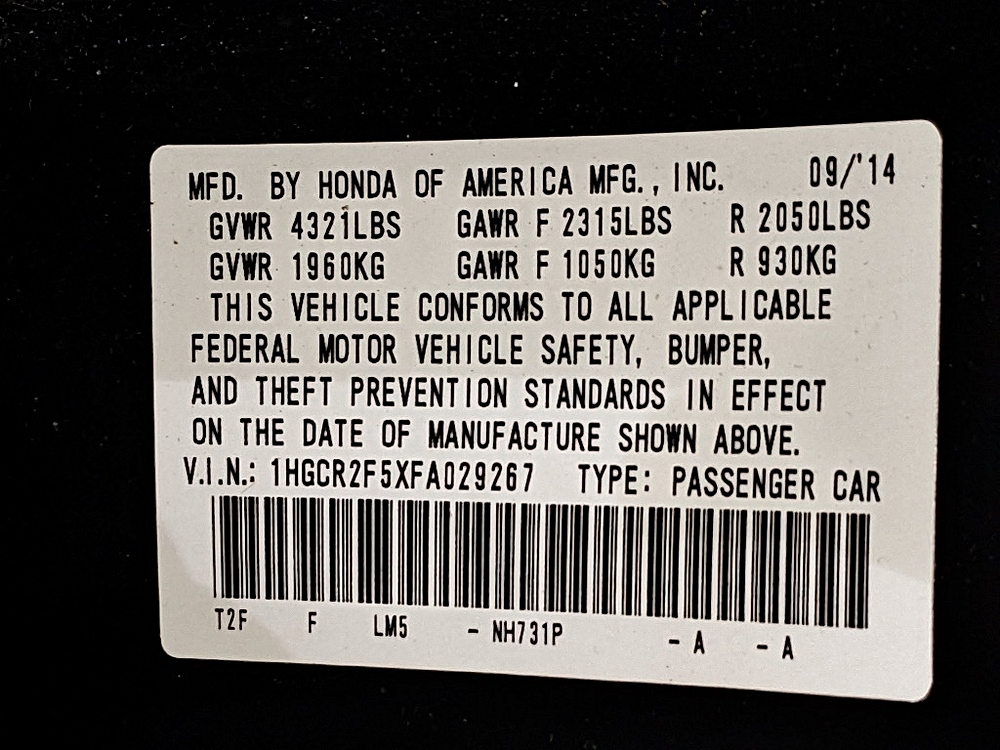 MFD. BY HONDA OF AMERICA MFG., INC. 09/'14
GVWR 4321LBS GAWR F 2315LBS R 2050LBS
GVWR 1960KG GAWR F 1050KG R 930KG
THIS VEHICLE CONFORMS TO ALL APPLICABLE
FEDERAL MOTOR VEHICLE SAFETY, BUMPER,
AND THEFT PREVENTION STANDARDS IN EFFECT
ON THE DATE OF MANUFACTURE SHOWN ABOVE.
V.I.N.: 1HGCR2F5XFA029267 TYPE: PASSENGER CAR
T2F F LM5 - NH731P - A - A